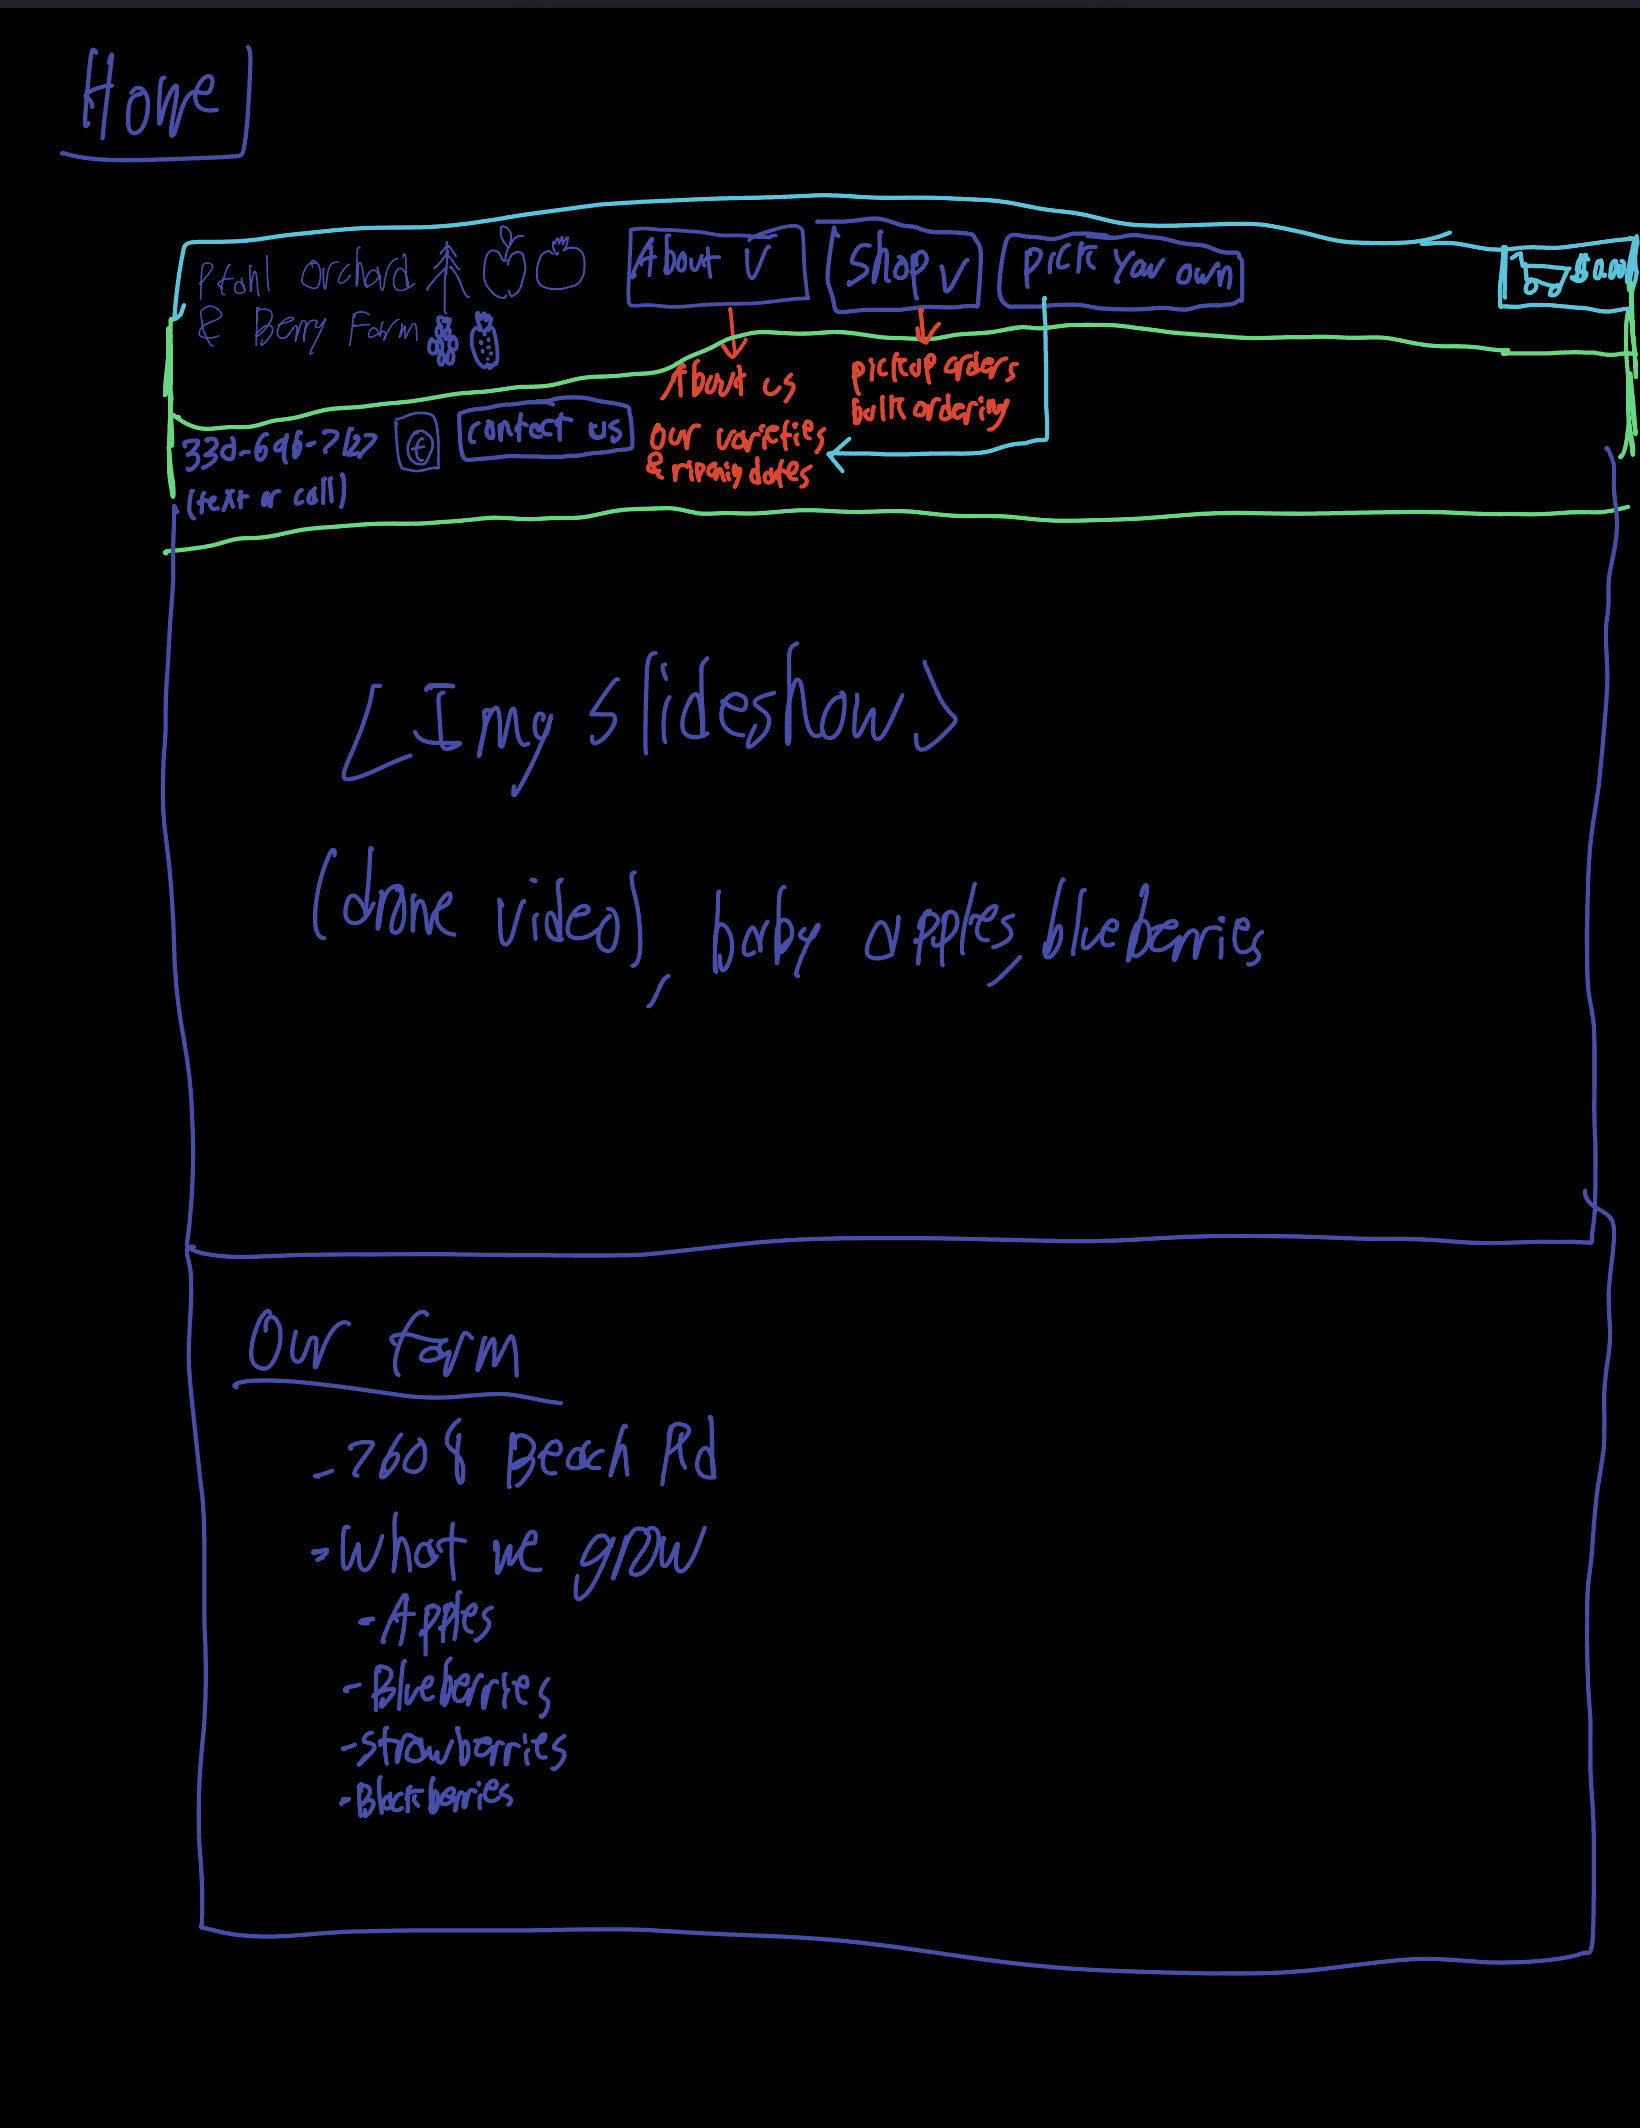 Home
Pfahl Orchard
& Berry Farm
About V
Shop V
Pick Your own
$0.00
About us
our varieties
& ripening dates
pickup orders
bulk ordering
330-696-7127
(text or call)
f
contact us
<Img slideshow>
(drone video), baby apples, blueberries
Our farm
- 7608 Beach Rd
- What we grow
- Apples
- Blueberries
- Strawberries
- Blackberries